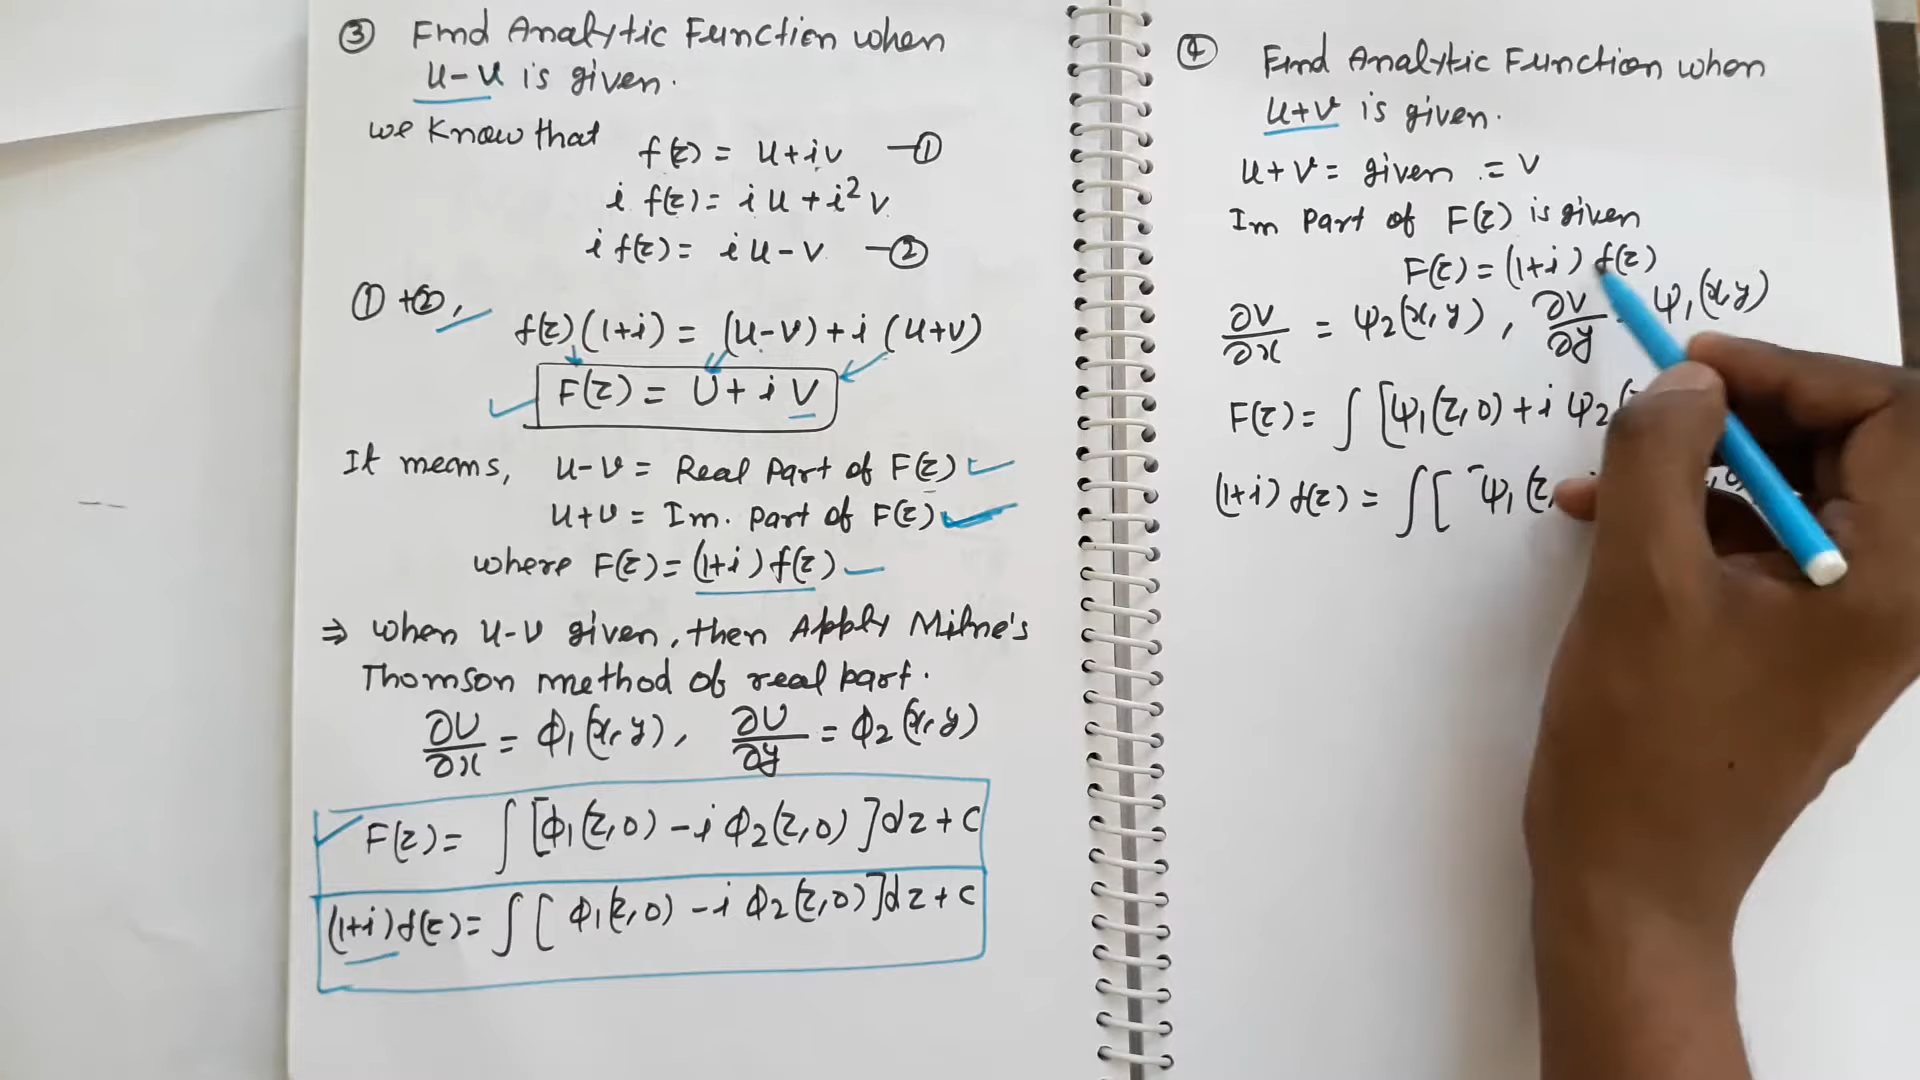 ③ Find Analytic Function when
u-v is given.
we know that
f(z) = u+iv —①
i f(z) = i u + i² v
i f(z) = i u - v —②
① + ②,
f(z)(1+i) = (u-v) + i (u+v)
F(z) = U + i V
It means, u-v = Real part of F(z)
u+v = Im. part of F(z)
where F(z) = (1+i) f(z)
⇒ when u-v given, then Apply Milne's
Thomson method of real part.
∂U/∂x = Φ₁(x,y), ∂U/∂y = Φ₂(x,y)
F(z) = ∫ [Φ₁(z,0) - i Φ₂(z,0)] dz + C
(1+i) f(z) = ∫ [Φ₁(z,0) - i Φ₂(z,0)] dz + C
④ Find Analytic Function when
u+v is given.
u+v = given = V
Im part of F(z) is given
F(z) = (1+i) f(z)
∂V/∂x = Ψ₂(x,y), ∂V/∂y = Ψ₁(x,y)
F(z) = ∫ [Ψ₁(z,0) + i Ψ₂
(1+i) f(z) = ∫ [Ψ₁(z,